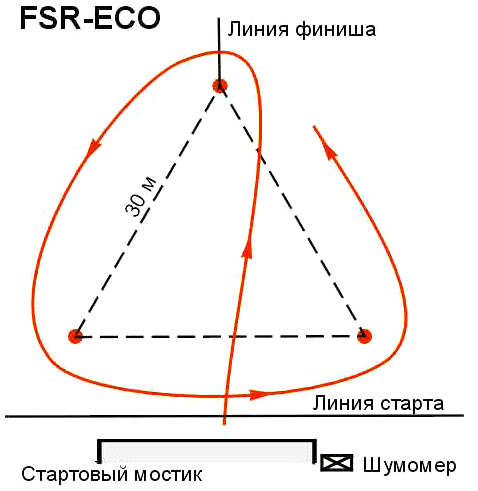 FSR-ECO
Линия финиша
30 м
Линия старта
Стартовый мостик
Шумомер